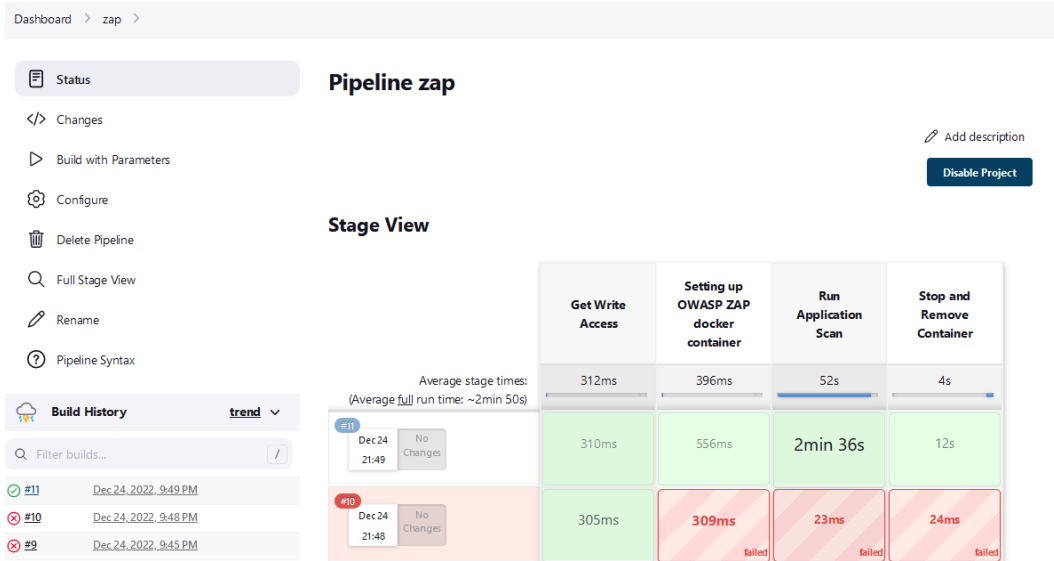 Dashboard > zap >
Status
Changes
Build with Parameters
Configure
Delete Pipeline
Full Stage View
Rename
Pipeline Syntax
Build History trend
Filter builds... /
#11 Dec 24, 2022, 9:49 PM
#10 Dec 24, 2022, 9:48 PM
#9 Dec 24, 2022, 9:45 PM
Pipeline zap
Add description
Disable Project
Stage View
Get Write
Access
Setting up
OWASP ZAP
docker
container
Run
Application
Scan
Stop and
Remove
Container
Average stage times: 312ms 396ms 52s 4s
(Average full run time: ~2min 50s)
#11
Dec 24
21:49
No
Changes
310ms 556ms 2min 36s 12s
#10
Dec 24
21:48
No
Changes
305ms 309ms 23ms 24ms
failed failed failed